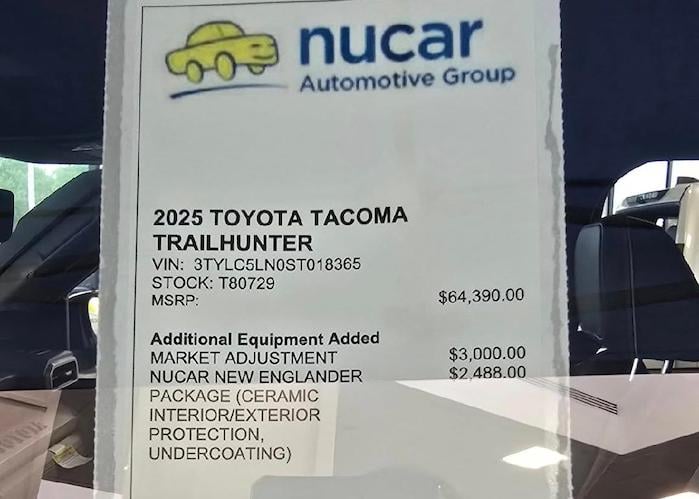 nucar
Automotive Group
2025 TOYOTA TACOMA
TRAILHUNTER
VIN: 3TYLC5LN0ST018365
STOCK: T80729
MSRP: $64,390.00
Additional Equipment Added
MARKET ADJUSTMENT $3,000.00
NUCAR NEW ENGLANDER $2,488.00
PACKAGE (CERAMIC
INTERIOR/EXTERIOR
PROTECTION,
UNDERCOATING)